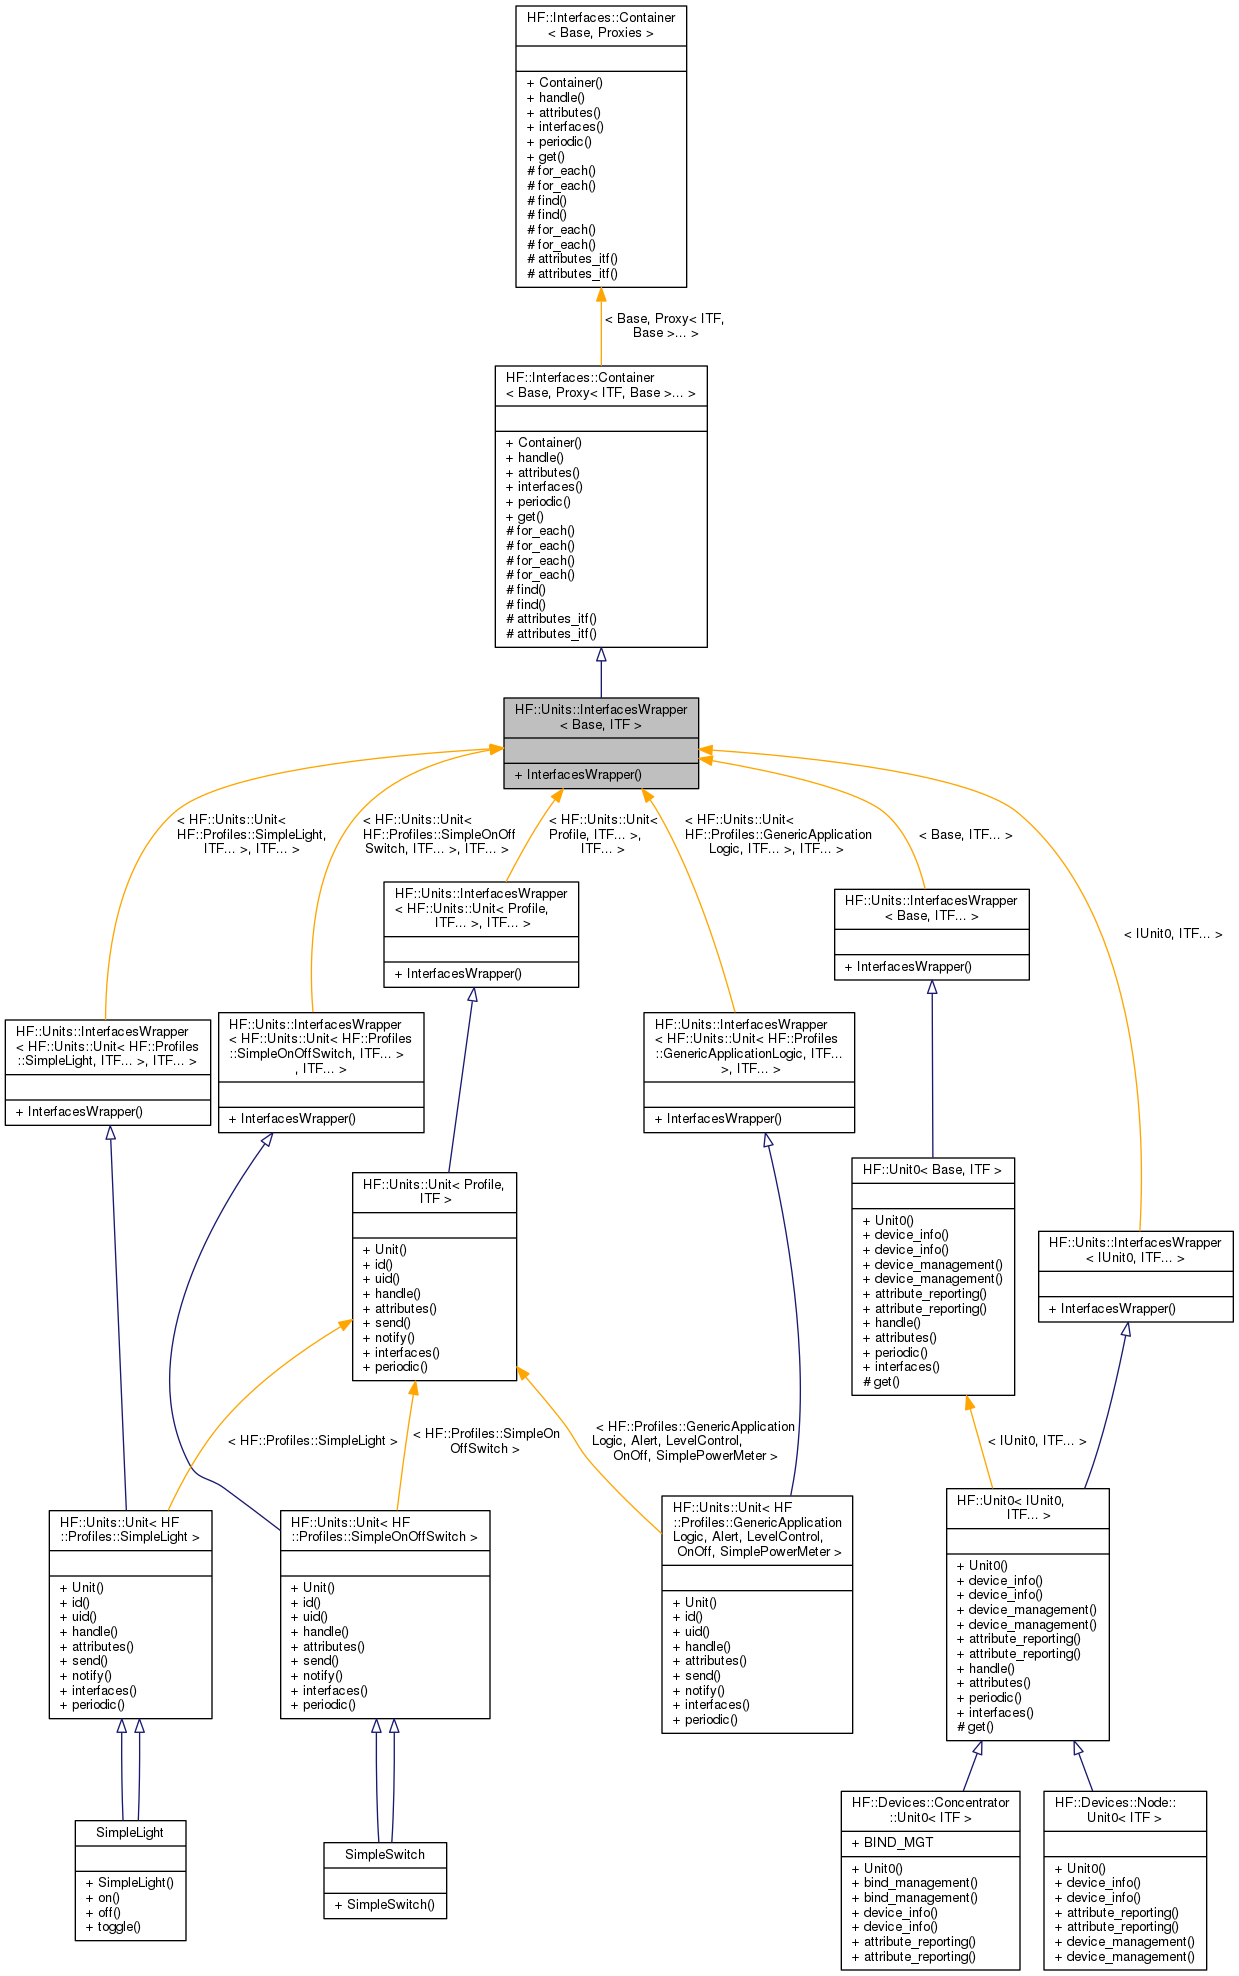 HF::Interfaces::Container
< Base, Proxies >
+ Container()
+ handle()
+ attributes()
+ interfaces()
+ periodic()
+ get()
# for_each()
# for_each()
# find()
# find()
# for_each()
# for_each()
# attributes_itf()
# attributes_itf()
< Base, Proxy< ITF,
Base >... >
HF::Interfaces::Container
< Base, Proxy< ITF, Base >... >
+ Container()
+ handle()
+ attributes()
+ interfaces()
+ periodic()
+ get()
# for_each()
# for_each()
# for_each()
# for_each()
# find()
# find()
# attributes_itf()
# attributes_itf()
HF::Units::InterfacesWrapper
< Base, ITF >
+ InterfacesWrapper()
< HF::Units::Unit<
HF::Profiles::SimpleLight,
ITF... >, ITF... >
< HF::Units::Unit<
HF::Profiles::SimpleOnOff
Switch, ITF... >, ITF... >
< HF::Units::Unit<
Profile, ITF... >,
ITF... >
< HF::Units::Unit<
HF::Profiles::GenericApplication
Logic, ITF... >, ITF... >
< Base, ITF... >
< IUnit0, ITF... >
HF::Units::InterfacesWrapper
< HF::Units::Unit< Profile,
ITF... >, ITF... >
+ InterfacesWrapper()
HF::Units::InterfacesWrapper
< Base, ITF... >
+ InterfacesWrapper()
HF::Units::InterfacesWrapper
< HF::Units::Unit< HF::Profiles
::SimpleLight, ITF... >, ITF... >
+ InterfacesWrapper()
HF::Units::InterfacesWrapper
< HF::Units::Unit< HF::Profiles
::SimpleOnOffSwitch, ITF... >
, ITF... >
+ InterfacesWrapper()
HF::Units::InterfacesWrapper
< HF::Units::Unit< HF::Profiles
::GenericApplicationLogic, ITF...
>, ITF... >
+ InterfacesWrapper()
HF::Units::Unit< Profile,
ITF >
+ Unit()
+ id()
+ uid()
+ handle()
+ attributes()
+ send()
+ notify()
+ interfaces()
+ periodic()
HF::Unit0< Base, ITF >
+ Unit0()
+ device_info()
+ device_info()
+ device_management()
+ device_management()
+ attribute_reporting()
+ attribute_reporting()
+ handle()
+ attributes()
+ periodic()
+ interfaces()
# get()
HF::Units::InterfacesWrapper
< IUnit0, ITF... >
+ InterfacesWrapper()
< HF::Profiles::SimpleLight >
< HF::Profiles::SimpleOn
OffSwitch >
< HF::Profiles::GenericApplication
Logic, Alert, LevelControl,
OnOff, SimplePowerMeter >
< IUnit0, ITF... >
HF::Units::Unit< HF
::Profiles::SimpleLight >
+ Unit()
+ id()
+ uid()
+ handle()
+ attributes()
+ send()
+ notify()
+ interfaces()
+ periodic()
HF::Units::Unit< HF
::Profiles::SimpleOnOffSwitch >
+ Unit()
+ id()
+ uid()
+ handle()
+ attributes()
+ send()
+ notify()
+ interfaces()
+ periodic()
HF::Units::Unit< HF
::Profiles::GenericApplication
Logic, Alert, LevelControl,
OnOff, SimplePowerMeter >
+ Unit()
+ id()
+ uid()
+ handle()
+ attributes()
+ send()
+ notify()
+ interfaces()
+ periodic()
HF::Unit0< IUnit0,
ITF... >
+ Unit0()
+ device_info()
+ device_info()
+ device_management()
+ device_management()
+ attribute_reporting()
+ attribute_reporting()
+ handle()
+ attributes()
+ periodic()
+ interfaces()
# get()
SimpleLight
+ SimpleLight()
+ on()
+ off()
+ toggle()
SimpleSwitch
+ SimpleSwitch()
HF::Devices::Concentrator
::Unit0< ITF >
+ BIND_MGT
+ Unit0()
+ bind_management()
+ bind_management()
+ device_info()
+ device_info()
+ attribute_reporting()
+ attribute_reporting()
HF::Devices::Node::
Unit0< ITF >
+ Unit0()
+ device_info()
+ device_info()
+ attribute_reporting()
+ attribute_reporting()
+ device_management()
+ device_management()